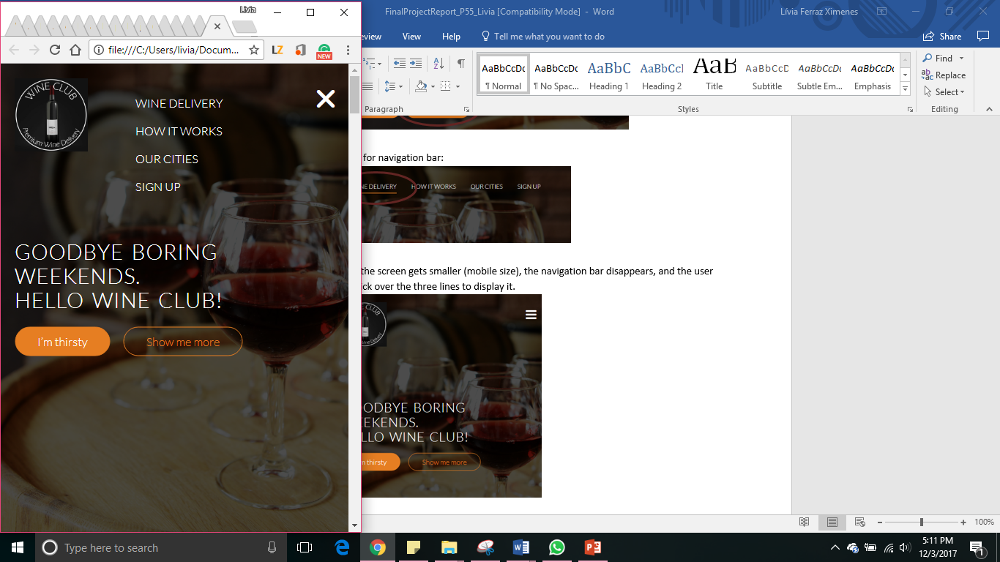 Livia
file:///C:/Users/livia/Docum...
LZ
NEW
WINE CLUB
Premium Wine Delivery
WINE DELIVERY
HOW IT WORKS
OUR CITIES
SIGN UP
GOODBYE BORING
WEEKENDS.
HELLO WINE CLUB!
I'm thirsty
Show me more
FinalProjectReport_P55_Livia [Compatibility Mode] - Word
Lívia Ferraz Ximenes
eview
View
Help
Tell me what you want to do
Share
Paragraph
AaBbCcDc
¶ Normal
AaBbCcDc
¶ No Spac...
AaBbC
Heading 1
AaBbCcI
Heading 2
AaB
Title
AaBbCcD
Subtitle
AaBbCcDc
Subtle Em...
AaBbCcDc
Emphasis
Styles
Find
Replace
Select
Editing
for navigation bar:
NE DELIVERY
HOW IT WORKS
OUR CITIES
SIGN UP
the screen gets smaller (mobile size), the navigation bar disappears, and the user
ck over the three lines to display it.
E CLUB
ODBYE BORING
EKENDS.
LLO WINE CLUB!
m thirsty
Show me more
100%
Type here to search
5:11 PM
12/3/2017
1